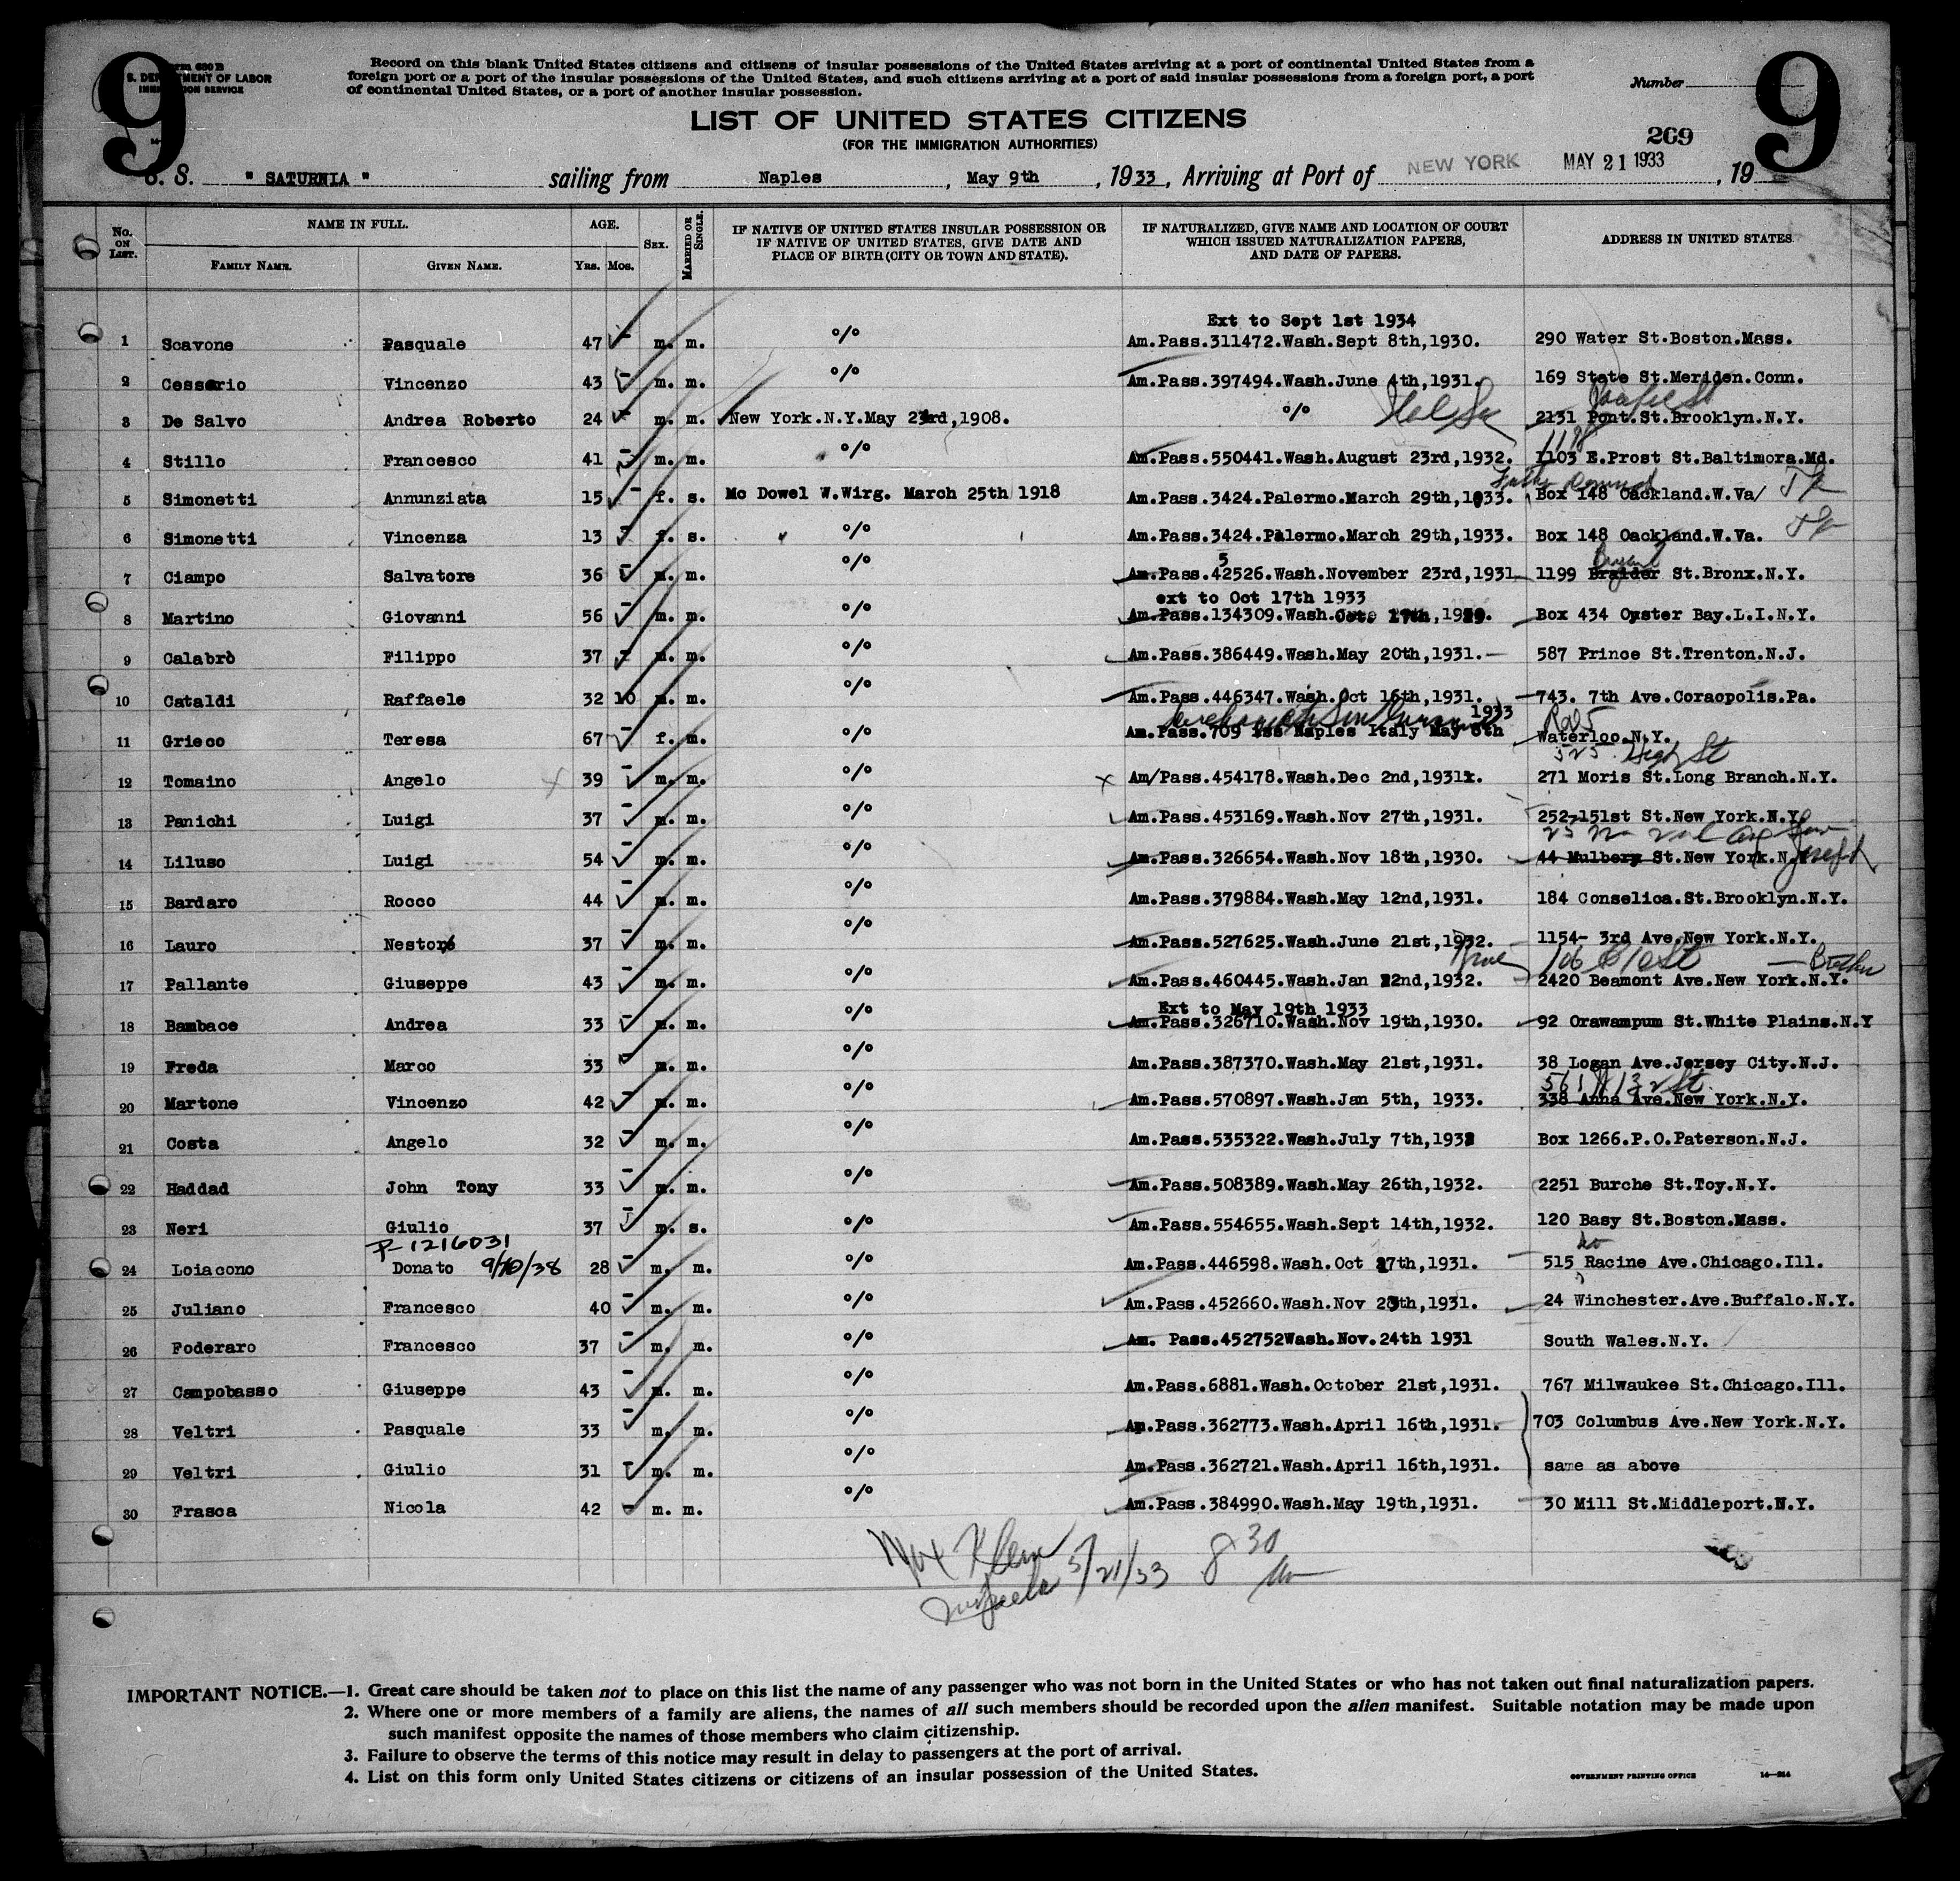 9
9
Form 630 B
U. S. DEPARTMENT OF LABOR
IMMIGRATION SERVICE
Record on this blank United States citizens and citizens of insular possessions of the United States arriving at a port of continental United States from a
foreign port or a port of the insular possessions of the United States, and such citizens arriving at a port of said insular possessions from a foreign port, a port
of continental United States, or a port of another insular possession.
Number
LIST OF UNITED STATES CITIZENS
(FOR THE IMMIGRATION AUTHORITIES)
269
S. S. " SATURNIA " sailing from Naples , May 9th , 1933, Arriving at Port of NEW YORK MAY 21 1933 , 19
No. ON LIST. NAME IN FULL. AGE. SEX. MARRIED OR SINGLE. IF NATIVE OF UNITED STATES INSULAR POSSESSION OR IF NATIVE OF UNITED STATES, GIVE DATE AND PLACE OF BIRTH (CITY OR TOWN AND STATE). IF NATURALIZED, GIVE NAME AND LOCATION OF COURT WHICH ISSUED NATURALIZATION PAPERS, AND DATE OF PAPERS. ADDRESS IN UNITED STATES
FAMILY NAME. GIVEN NAME. YRS. MOS.
Ext to Sept 1st 1934
1 Scavone Pasquale 47 - m. m. o/o Am.Pass.311472.Wash.Sept 8th,1930. 290 Water St.Boston.Mass.
2 Cessario Vincenzo 43 - m. m. o/o Am.Pass.397494.Wash.June 4th,1931. 169 State St.Meriden.Conn.
3 De Salvo Andrea Roberto 24 - m. m. New York.N.Y.May 23rd,1908. o/o 2131 Pont.St.Brooklyn.N.Y.
4 Stillo Francesco 41 - m. m. o/o Am.Pass.550441.Wash.August 23rd,1932. 1103 E.Prost St.Baltimora.Md.
5 Simonetti Annunziata 15 - f. s. Mc Dowel W.Wirg. March 25th 1918 Am.Pass.3424.Palermo.March 29th,1933. Box 148 Oackland.W.Va/
6 Simonetti Vincenza 13 - f. s. o/o Am.Pass.3424.Palermo.March 29th,1933. Box 148 Oackland.W.Va.
5
7 Ciampo Salvatore 36 - m. m. o/o Am.Pass.42526.Wash.November 23rd,1931 1199 Braider St.Bronx.N.Y.
ext to Oct 17th 1933
8 Martino Giovanni 56 - m. m. o/o Am.Pass.134309.Wash. 17th,1929. Box 434 Oyster Bay.L.I.N.Y.
9 Calabrò Filippo 37 - m. m. o/o Am.Pass.386449.Wash.May 20th,1931. 587 Prince St.Trenton.N.J.
10 Cataldi Raffaele 32 10 m. m. o/o Am.Pass.446347.Wash.Oct 16th,1931. 743. 7th Ave.Coraopolis.Pa.
1933
11 Grieco Teresa 67 - f. m. o/o Am.Pass.709 Naples Italy May 6th Waterloo.N.Y.
525 High St
12 Tomaino Angelo 39 - m. m. o/o Am/Pass.454178.Wash.Dec 2nd,1931. 271 Moris St.Long Branch.N.Y.
13 Panichi Luigi 37 - m. m. o/o Am.Pass.453169.Wash.Nov 27th,1931. 252-151st St.New York.N.Y.
14 Liluso Luigi 54 - m. m. o/o Am.Pass.326654.Wash.Nov 18th,1930. 44 Mulbery St.New York.N.Y.
15 Bardaro Rocco 44 - m. m. o/o Am.Pass.379884.Wash.May 12nd,1931. 184 Conselica.St.Brooklyn.N.Y.
16 Lauro Nestore 37 - m. m. o/o Am.Pass.527625.Wash.June 21st,1932. 1154- 3rd Ave.New York.N.Y.
Brother
17 Pallante Giuseppe 43 - m. m. o/o Am.Pass.460445.Wash.Jan 22nd,1932. 2420 Beamont Ave.New York.N.Y.
Ext to May 19th 1933
18 Bambace Andrea 33 - m. m. o/o Am.Pass.326710.Wash.Nov 19th,1930. 92 Orawampum St.White Plains.N.Y
19 Freda Marco 33 - m. m. o/o Am.Pass.387370.Wash.May 21st,1931. 38 Logan Ave.Jersey City.N.J.
20 Martone Vincenzo 42 - m. m. o/o Am.Pass.570897.Wash.Jan 5th, 1933. 338 Anna Ave.New York.N.Y.
21 Costa Angelo 32 - m. m. o/o Am.Pass.535322.Wash.July 7th,1932 Box 1266.P.O.Paterson.N.J.
22 Haddad John Tony 33 - m. m. o/o Am.Pass.508389.Wash.May 26th,1932. 2251 Burche St.Toy.N.Y.
23 Neri Giulio 37 - m. s. o/o Am.Pass.554655.Wash.Sept 14th,1932. 120 Basy St.Boston.Mass.
P-1216031
24 Loiacono Donato 9/10/38 28 - m. m. o/o Am.Pass.446598.Wash.Oct 27th,1931. 515 Racine Ave.Chicago.Ill.
25 Juliano Francesco 40 - m. m. o/o Am.Pass.452660.Wash.Nov 28th,1931. 24 Winchester.Ave.Buffalo.N.Y.
26 Foderaro Francesco 37 - m. m. o/o Am. Pass.452752Wash.Nov.24th 1931 South Wales.N.Y.
27 Campobasso Giuseppe 43 - m. m. o/o Am.Pass.6881.Wash.October 21st,1931. 767 Milwaukee St.Chicago.Ill.
28 Veltri Pasquale 33 - m. m. o/o Am.Pass.362773.Wash.April 16th,1931. 703 Columbus Ave.New York.N.Y.
29 Veltri Giulio 31 - m. m. o/o Am.Pass.362721.Wash.April 16th,1931. same as above
30 Frasca Nicola 42 - m. m. o/o Am.Pass.384990.Wash.May 19th,1931. 30 Mill St.Middleport.N.Y.
Klein 5/21/33 8 30
IMPORTANT NOTICE.—1. Great care should be taken not to place on this list the name of any passenger who was not born in the United States or who has not taken out final naturalization papers.
2. Where one or more members of a family are aliens, the names of all such members should be recorded upon the alien manifest. Suitable notation may be made upon
such manifest opposite the names of those members who claim citizenship.
3. Failure to observe the terms of this notice may result in delay to passengers at the port of arrival.
4. List on this form only United States citizens or citizens of an insular possession of the United States.
GOVERNMENT PRINTING OFFICE 14—214